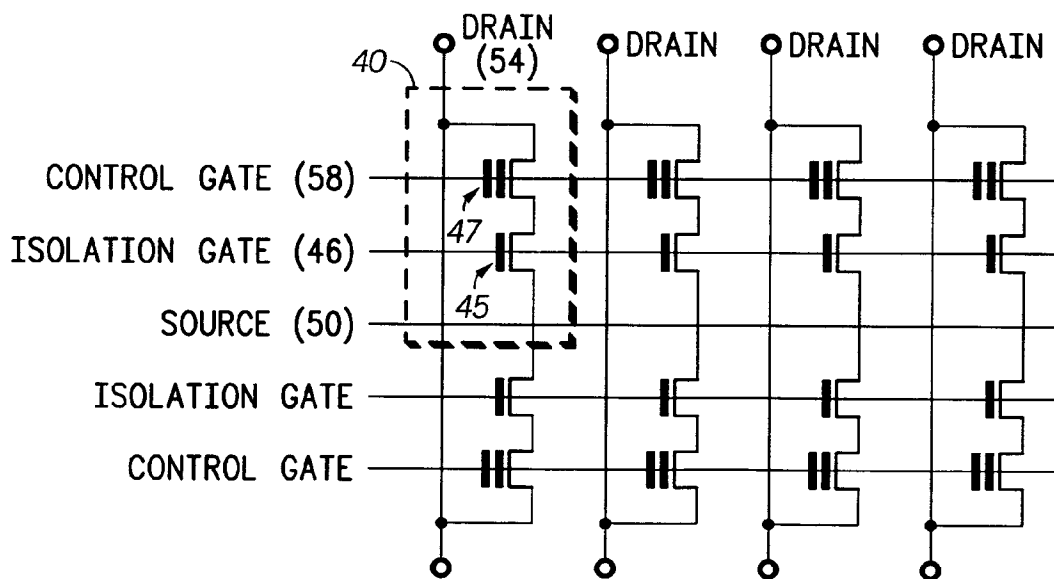 DRAIN
(54)
DRAIN
DRAIN
DRAIN
40
CONTROL GATE (58)
47
ISOLATION GATE (46)
45
SOURCE (50)
ISOLATION GATE
CONTROL GATE